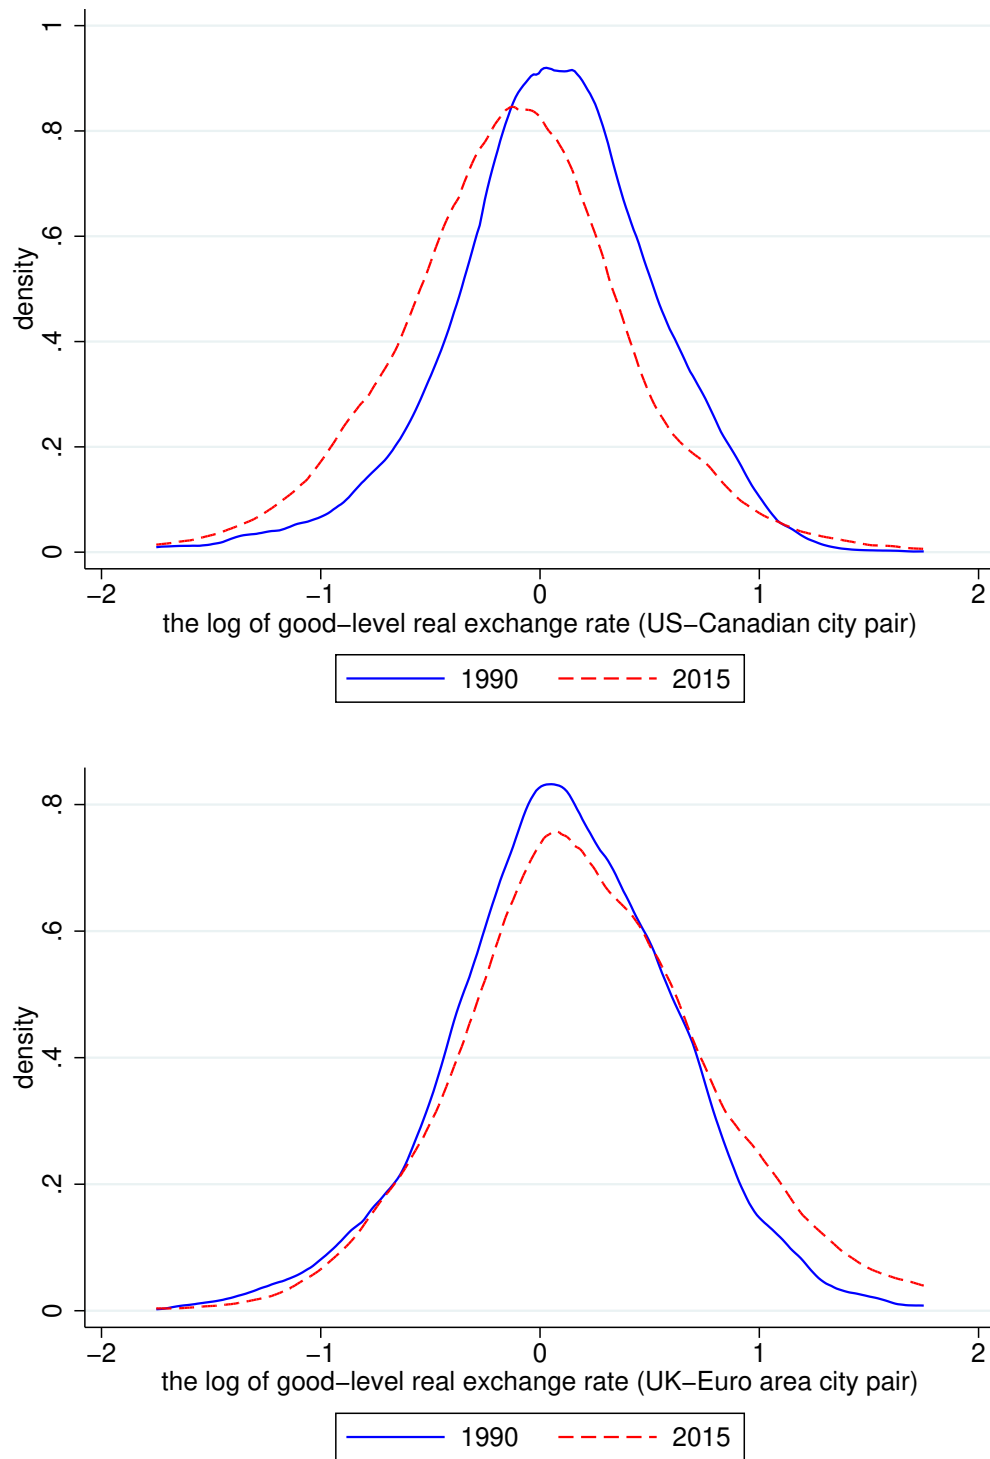 1
.8
.6
.4
.2
0
density
−2 −1 0 1 2
the log of good−level real exchange rate (US−Canadian city pair)
1990 2015
.8
.6
.4
.2
0
density
−2 −1 0 1 2
the log of good−level real exchange rate (UK−Euro area city pair)
1990 2015